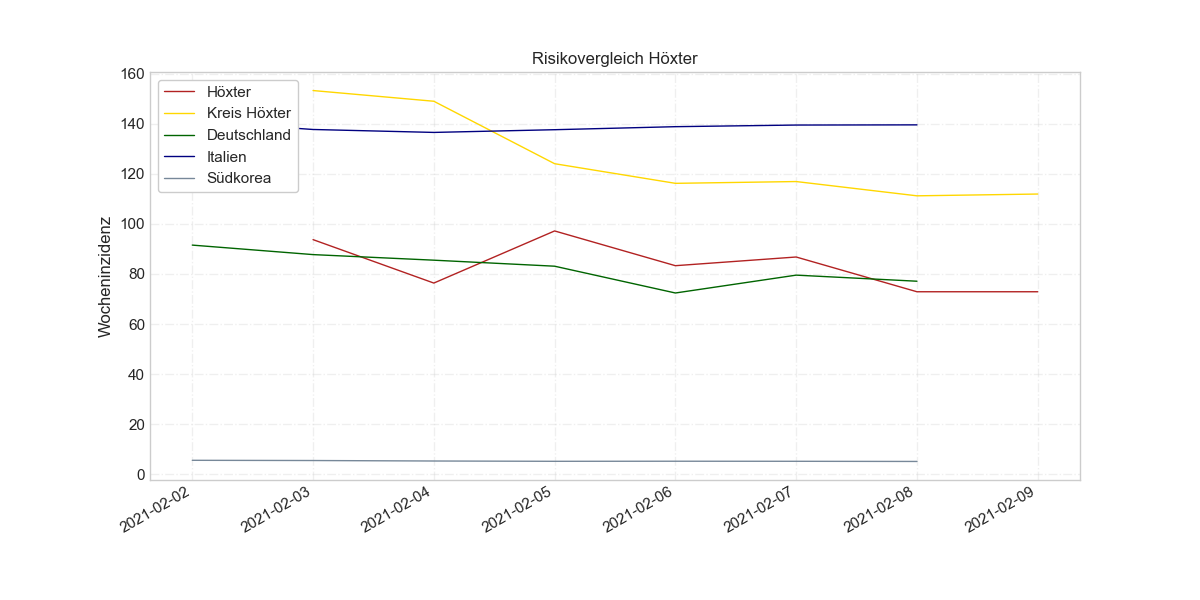 Risikovergleich Höxter
Höxter
Kreis Höxter
Deutschland
Italien
Südkorea
Wocheninzidenz
160
140
120
100
80
60
40
20
0
2021-02-02
2021-02-03
2021-02-04
2021-02-05
2021-02-06
2021-02-07
2021-02-08
2021-02-09